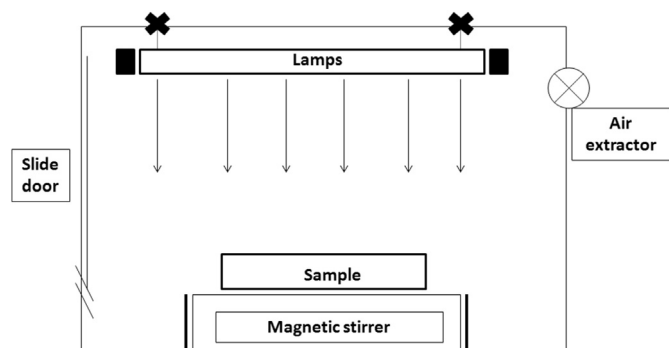 Lamps
Air
extractor
Slide
door
Sample
Magnetic stirrer